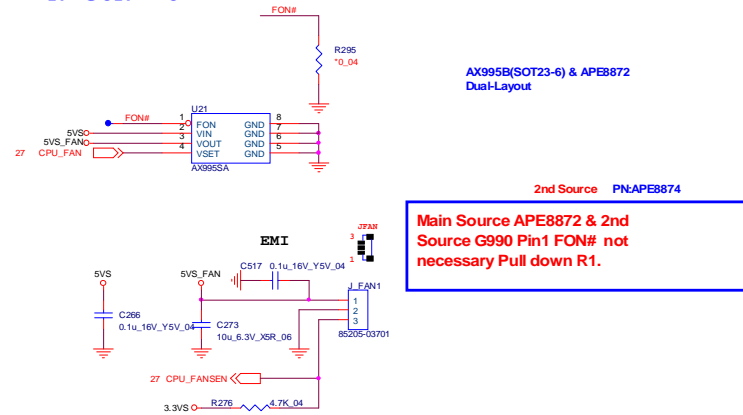 FON#
R295
*0_04
AX995B(SOT23-6) & APE8872
Dual-Layout
U21
FON#
1
2
3
4
FON
VIN
VOUT
VSET
GND
GND
GND
GND
8
7
6
5
5VS
5VS_FAN
27 CPU_FAN
AX995SA
2nd Source PN:APE8874
Main Source APE8872 & 2nd
Source G990 Pin1 FON# not
necessary Pull down R1.
EMI
JFAN
3
1
C517 0.1u_16V_Y5V_04
5VS
5VS_FAN
J_FAN1
1
2
3
85205-03701
C266
0.1u_16V_Y5V_04
C273
10u_6.3V_X5R_06
27 CPU_FANSEN
3.3VS
R276
4.7K_04